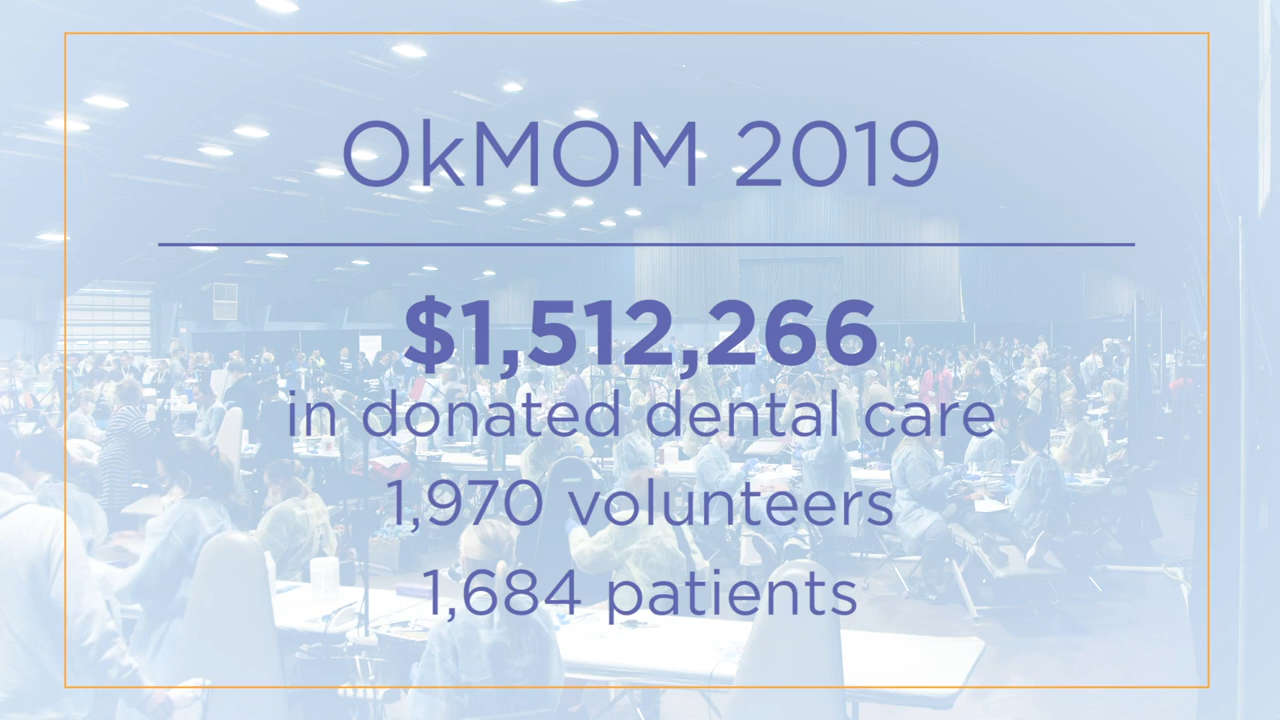 OkMOM 2019
$1,512,266
in donated dental care
1,970 volunteers
1,684 patients